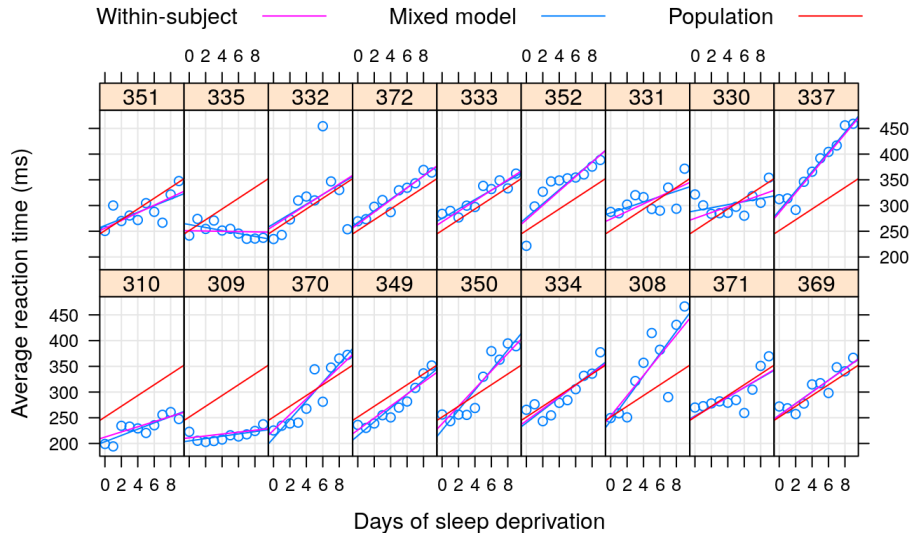 Within-subject Mixed model Population
0 2 4 6 8 0 2 4 6 8 0 2 4 6 8 0 2 4 6 8
351 335 332 372 333 352 331 330 337
450
400
350
300
250
200
310 309 370 349 350 334 308 371 369
450
400
350
300
250
200
0 2 4 6 8 0 2 4 6 8 0 2 4 6 8 0 2 4 6 8 0 2 4 6 8
Average reaction time (ms)
Days of sleep deprivation